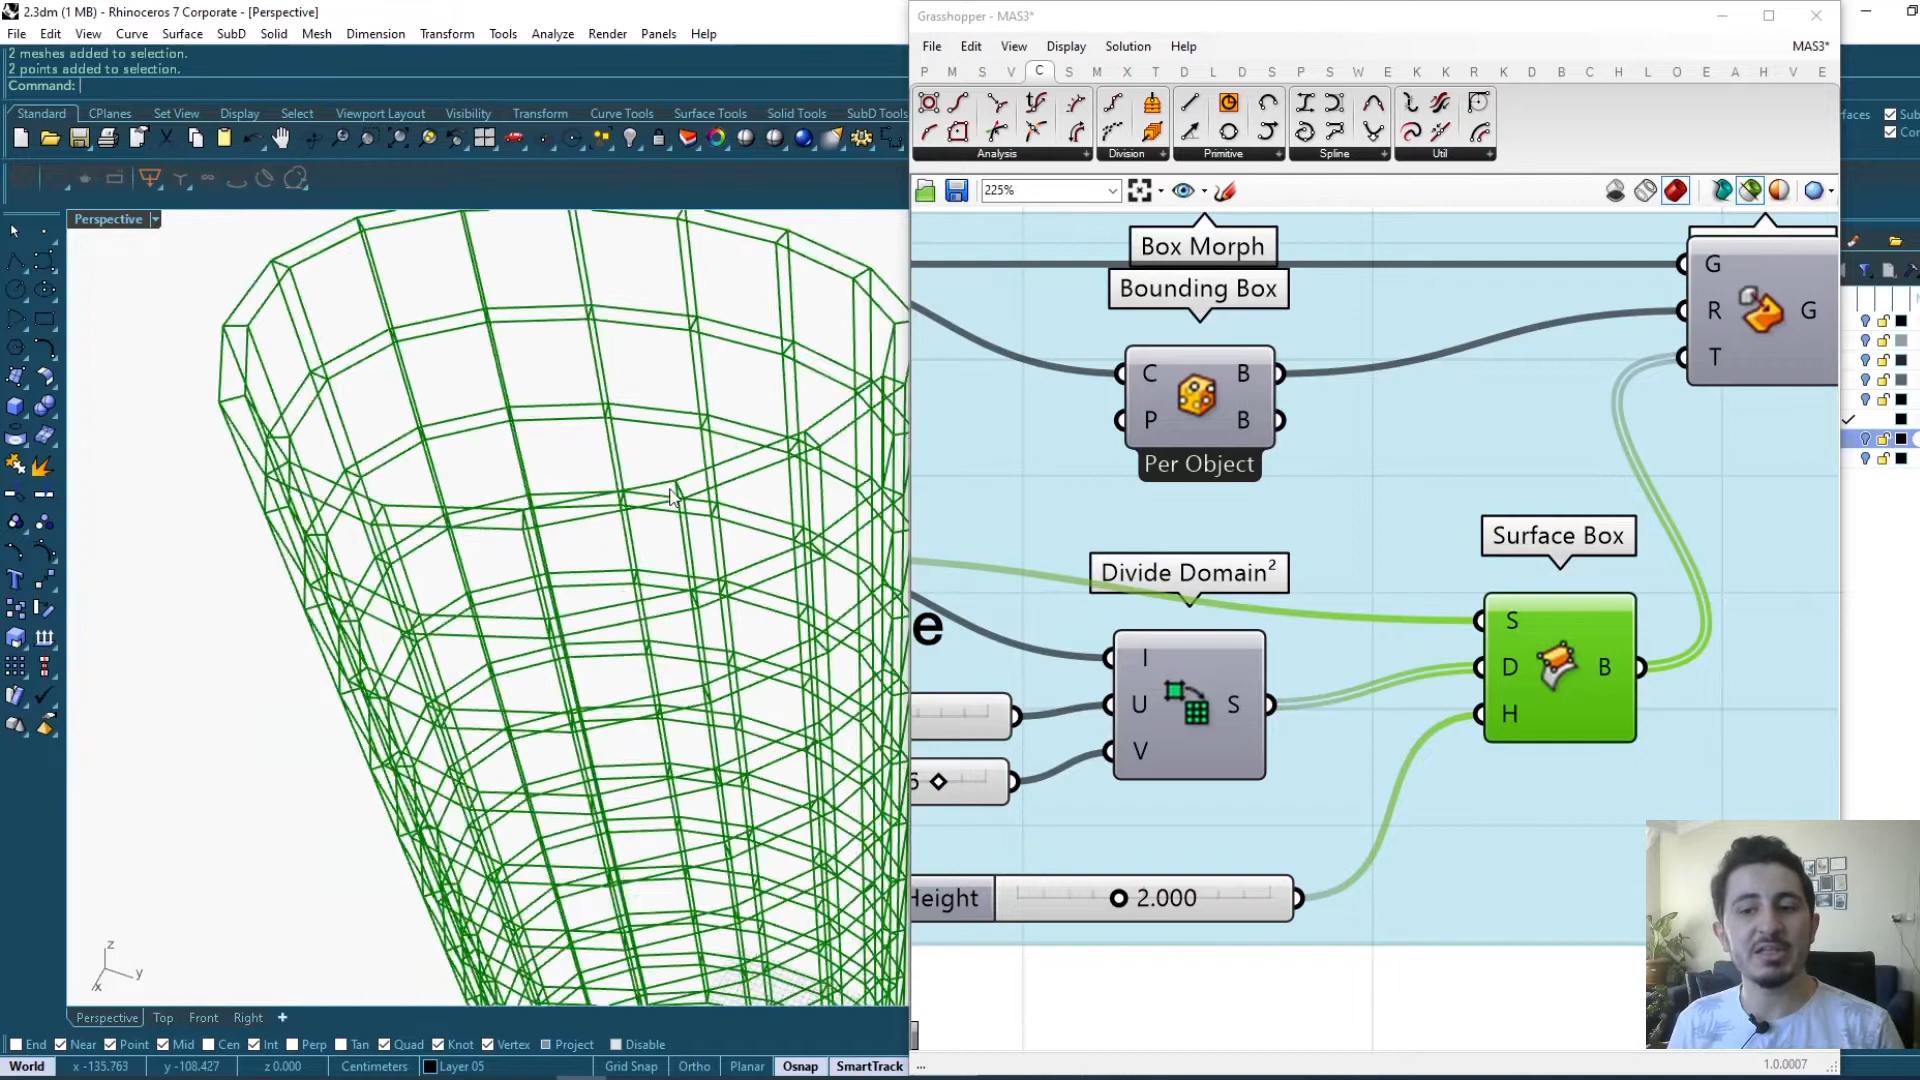 2.3dm (1 MB) - Rhinoceros 7 Corporate - [Perspective]
File Edit View Curve Surface SubD Solid Mesh Dimension Transform Tools Analyze Render Panels Help
2 meshes added to selection.
2 points added to selection.
Command:
Standard CPlanes Set View Display Select Viewport Layout Visibility Transform Curve Tools Surface Tools Solid Tools SubD Tools
Perspective
z
y
x
Perspective Top Front Right
End Near Point Mid Cen Int Perp Tan Quad Knot Vertex Project Disable
World x -135.763 y -108.427 z 0.000 Centimeters Layer 05 Grid Snap Ortho Planar Osnap SmartTrack
Grasshopper - MAS3*
File Edit View Display Solution Help MAS3*
P M S V C S M X T D L D S P S W E K K R K D B C H L O E A H V E
Analysis Division Primitive Spline Util
225%
Box Morph
Bounding Box
C B
P B
Per Object
G
R G
T
Divide Domain²
e
I
U S
V
6
Surface Box
S
D B
H
Height 2.000
...
1.0.0007
faces Sub
Cor